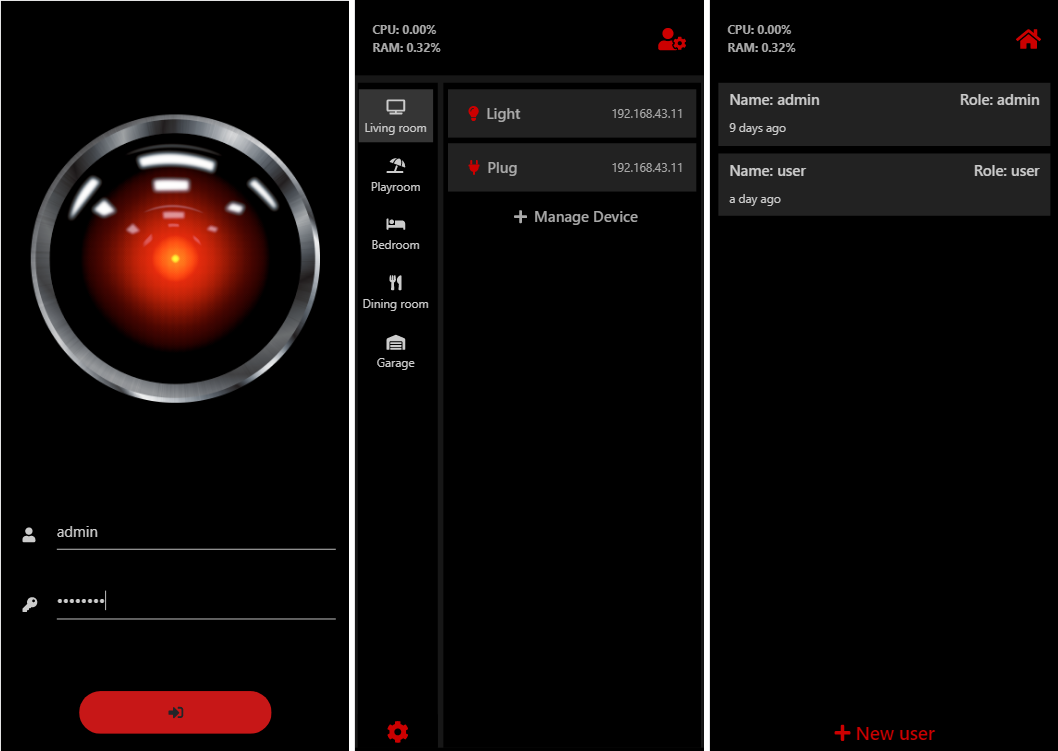 admin
••••••••
CPU: 0.00%
RAM: 0.32%
Living room
Playroom
Bedroom
Dining room
Garage
Light 192.168.43.11
Plug 192.168.43.11
+ Manage Device
CPU: 0.00%
RAM: 0.32%
Name: admin Role: admin
9 days ago
Name: user Role: user
a day ago
+ New user